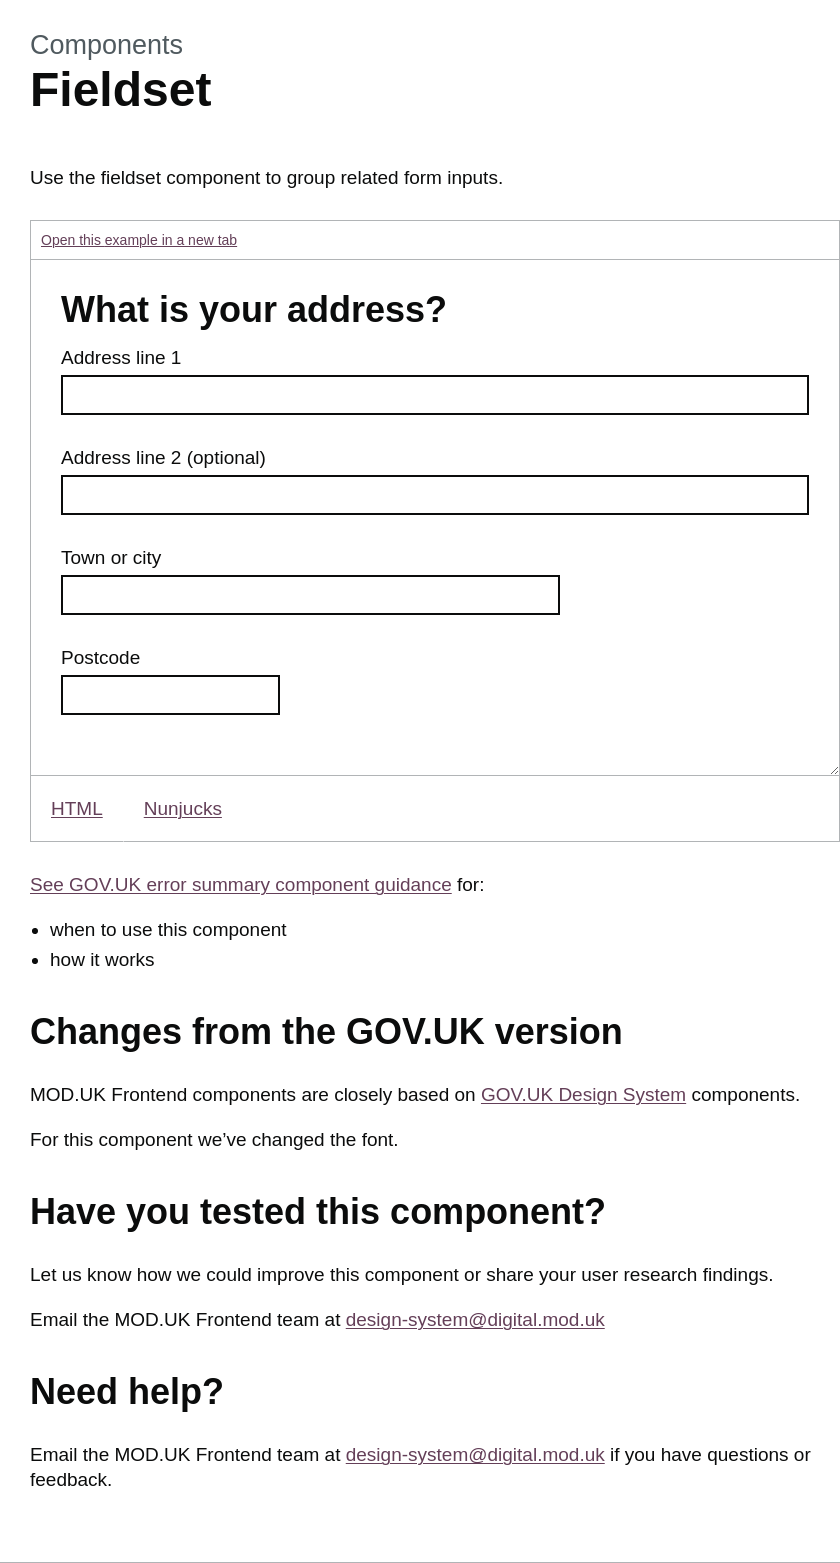 Components
Fieldset
Use the fieldset component to group related form inputs.
Open this example in a new tab
What is your address?
Address line 1
Address line 2 (optional)
Town or city
Postcode
HTML Nunjucks
See GOV.UK error summary component guidance for:
• when to use this component
• how it works
Changes from the GOV.UK version
MOD.UK Frontend components are closely based on GOV.UK Design System components.
For this component we’ve changed the font.
Have you tested this component?
Let us know how we could improve this component or share your user research findings.
Email the MOD.UK Frontend team at design-system@digital.mod.uk
Need help?
Email the MOD.UK Frontend team at design-system@digital.mod.uk if you have questions or
feedback.